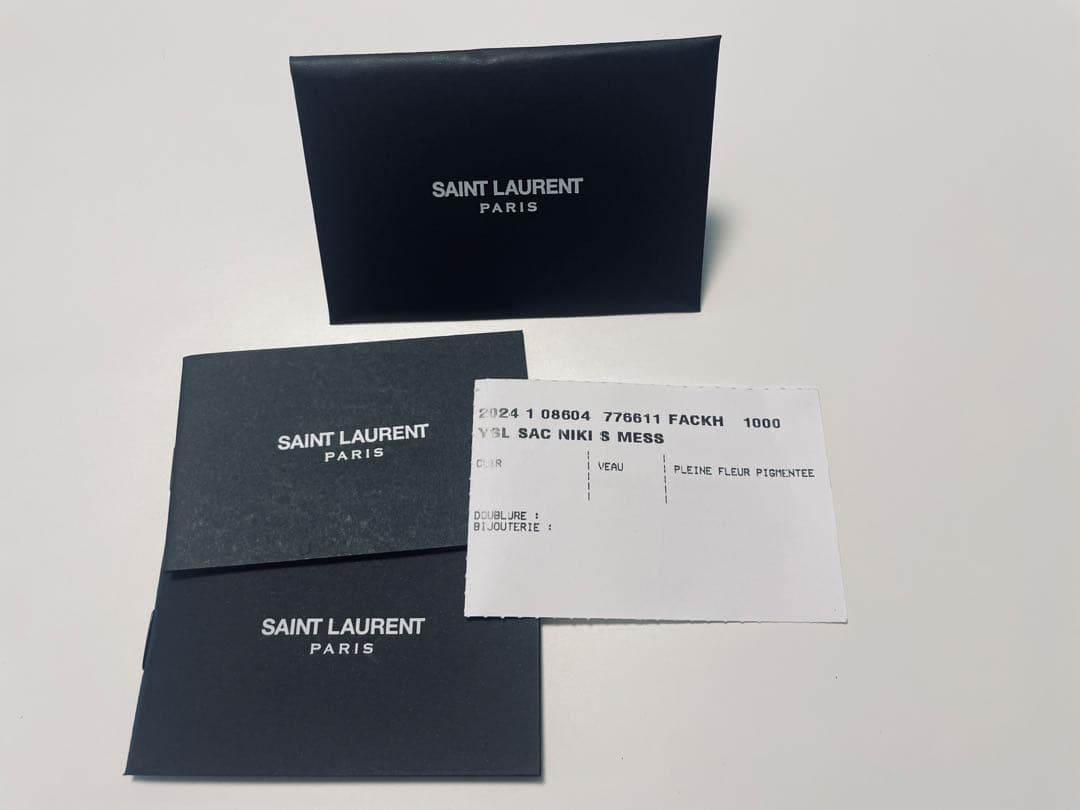 SAINT LAURENT
PARIS
SAINT LAURENT
PARIS
SAINT LAURENT
PARIS
2024 1 08604 776611 FACKH 1000
YSL SAC NIKI S MESS
CUIR VEAU PLEINE FLEUR PIGMENTEE
DOUBLURE :
BIJOUTERIE :